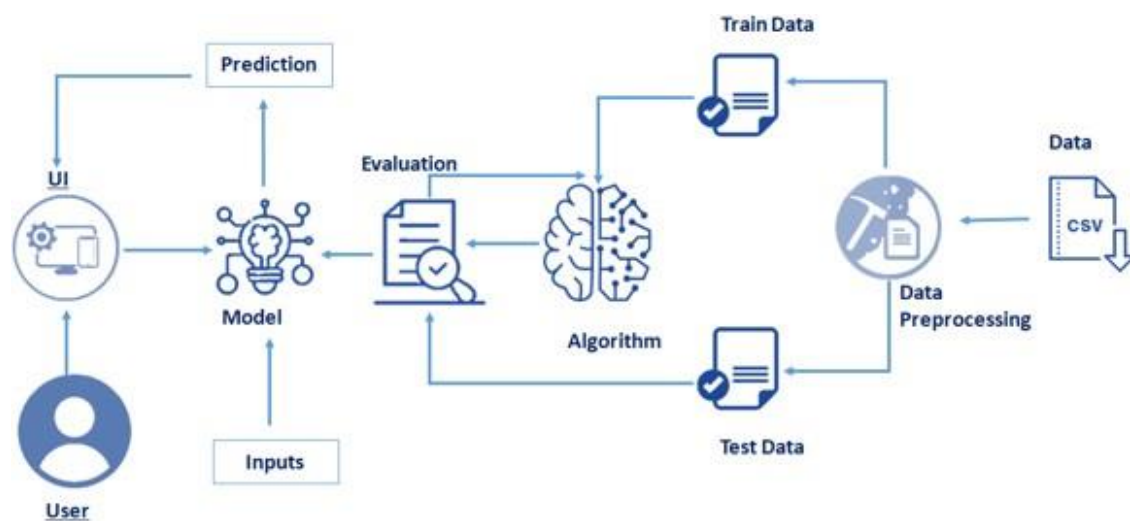 Train Data
Prediction
Evaluation
Data
UI
CSV
Model
Data
Preprocessing
Algorithm
Inputs
Test Data
User